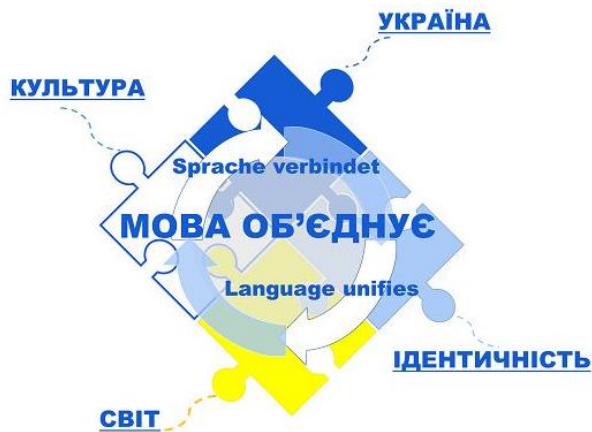 УКРАЇНА
КУЛЬТУРА
Sprache verbindet
МОВА ОБ’ЄДНУЄ
Language unifies
ІДЕНТИЧНІСТЬ
СВІТ